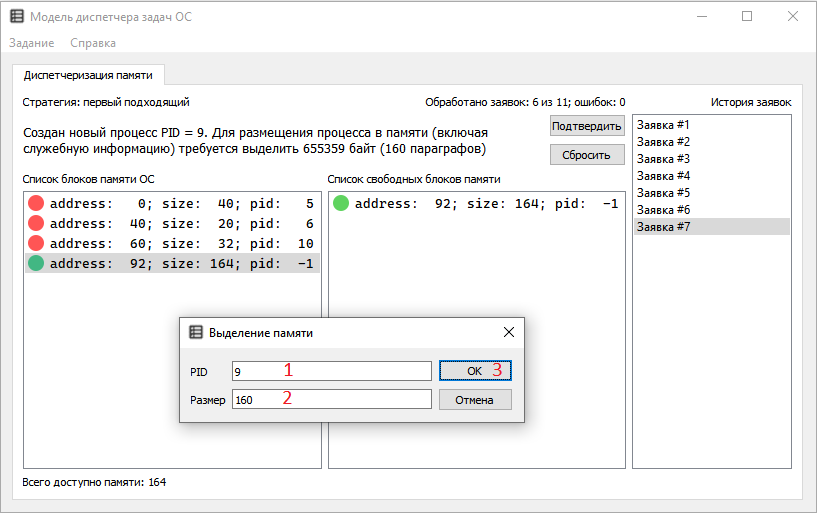 Модель диспетчера задач ОС
Задание Справка
Диспетчеризация памяти
Стратегия: первый подходящий
Обработано заявок: 6 из 11; ошибок: 0
История заявок
Создан новый процесс PID = 9. Для размещения процесса в памяти (включая
служебную информацию) требуется выделить 655359 байт (160 параграфов)
Подтвердить
Сбросить
Список блоков памяти ОС
address: 0; size: 40; pid: 5
address: 40; size: 20; pid: 6
address: 60; size: 32; pid: 10
address: 92; size: 164; pid: -1
Список свободных блоков памяти
address: 92; size: 164; pid: -1
Заявка #1
Заявка #2
Заявка #3
Заявка #4
Заявка #5
Заявка #6
Заявка #7
Выделение памяти
PID 9 1 OK 3
Размер 160 2 Отмена
Всего доступно памяти: 164